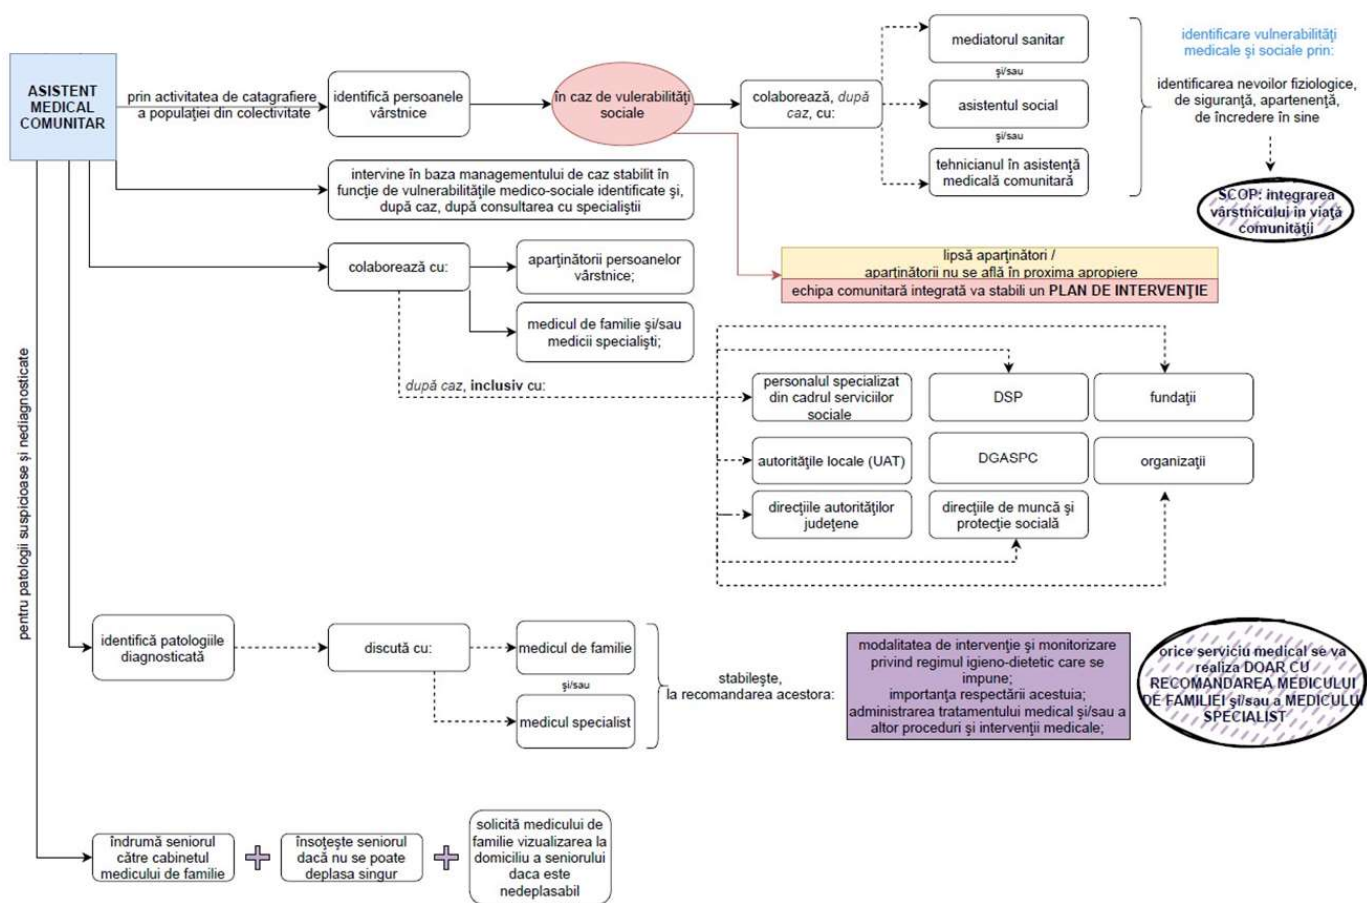 ASISTENT
MEDICAL
COMUNITAR
prin activitatea de catagrafiere
a populației din colectivitate
identifică persoanele
vârstnice
în caz de vulerabilități
sociale
colaborează, după
caz, cu:
mediatorul sanitar
și/sau
asistentul social
și/sau
tehnicianul în asistență
medicală comunitară
identificare vulnerabilități
medicale și sociale prin:
identificarea nevoilor fiziologice,
de siguranță, apartenență,
de încredere în sine
SCOP: integrarea
vârstnicului în viață
comunității
intervine în baza managementului de caz stabilit în
funcție de vulnerabilitățile medico-sociale identificate și,
după caz, după consultarea cu specialiștii
colaborează cu:
aparținătorii persoanelor
vârstnice;
medicul de familie și/sau
medicii specialiști;
lipsă aparținători /
aparținătorii nu se află în proxima apropiere
echipa comunitară integrată va stabili un PLAN DE INTERVENȚIE
după caz, inclusiv cu:
personalul specializat
din cadrul serviciilor
sociale
DSP
fundații
autoritățile locale (UAT)
DGASPC
organizații
direcțiile autorităților
județene
direcțiile de muncă și
protecție socială
pentru patologii suspicioase și nediagnosticate
identifică patologiile
diagnosticată
discută cu:
medicul de familie
și/sau
medicul specialist
stabilește,
la recomandarea acestora:
modalitatea de intervenție și monitorizare
privind regimul igieno-dietetic care se
impune;
importanța respectării acestuia;
administrarea tratamentului medical și/sau a
altor proceduri și intervenții medicale;
orice serviciu medical se va
realiza DOAR CU
RECOMANDAREA MEDICULUI
DE FAMILIEI și/sau a MEDICULUI
SPECIALIST
îndrumă seniorul
către cabinetul
medicului de familie
însoțește seniorul
dacă nu se poate
deplasa singur
solicită medicului de
familie vizualizarea la
domiciliu a seniorului
daca este
nedeplasabil